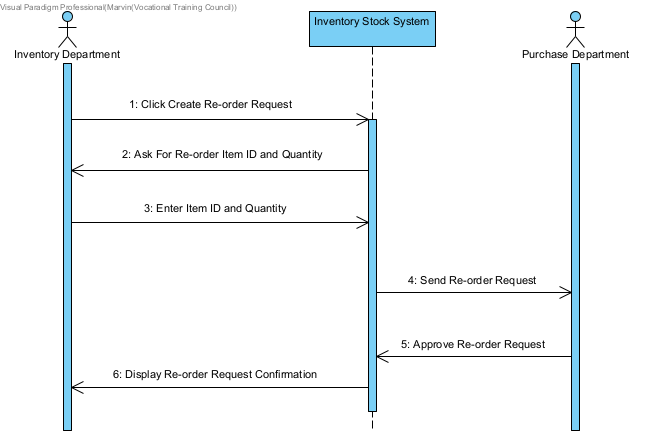 Visual Paradigm Professional(Marvin(Vocational Training Council))
Inventory Stock System
Inventory Department
Purchase Department
1: Click Create Re-order Request
2: Ask For Re-order Item ID and Quantity
3: Enter Item ID and Quantity
4: Send Re-order Request
5: Approve Re-order Request
6: Display Re-order Request Confirmation